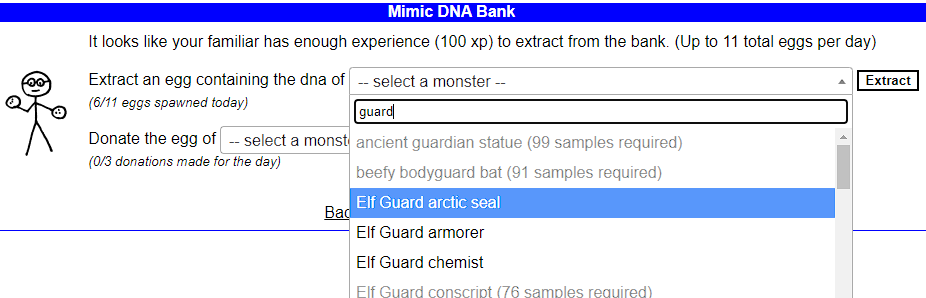 Mimic DNA Bank
It looks like your familiar has enough experience (100 xp) to extract from the bank. (Up to 11 total eggs per day)
Extract an egg containing the dna of -- select a monster -- Extract
(6/11 eggs spawned today)
guard
ancient guardian statue (99 samples required)
Donate the egg of -- select a monst
(0/3 donations made for the day)
beefy bodyguard bat (91 samples required)
Elf Guard arctic seal
Bac
Elf Guard armorer
Elf Guard chemist
Elf Guard conscript (76 samples required)